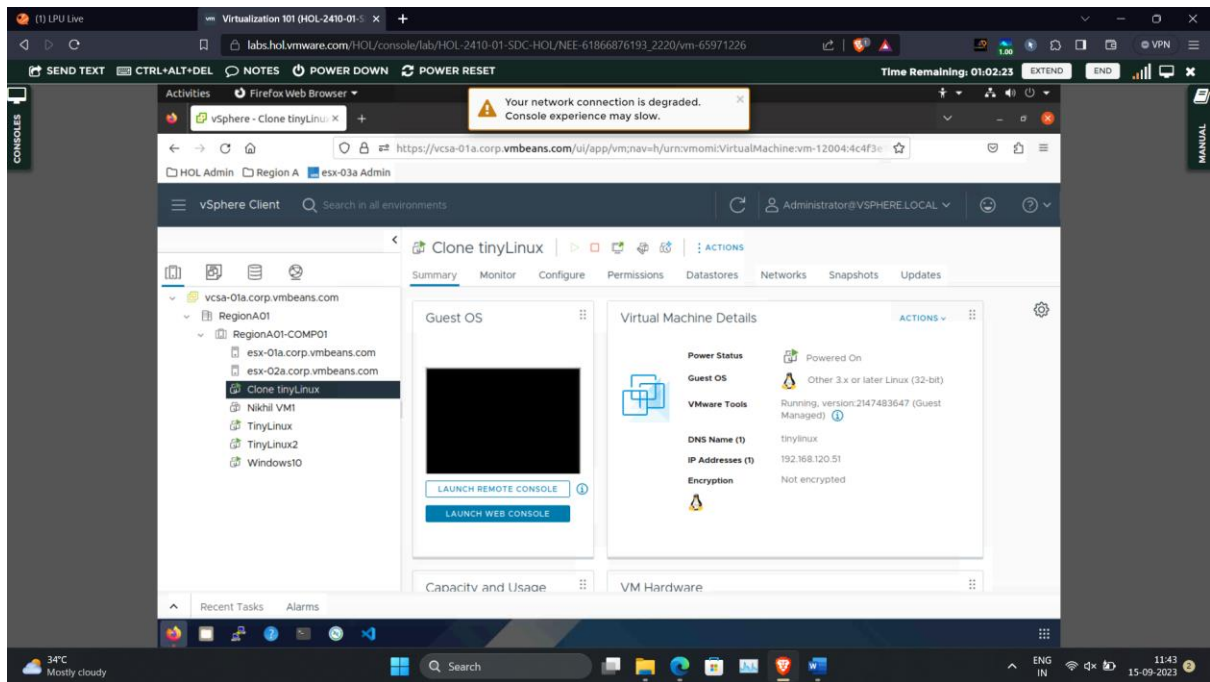 (1) LPU Live
vm Virtualization 101 (HOL-2410-01-S
labs.hol.vmware.com/HOL/console/lab/HOL-2410-01-SDC-HOL/NEE-61866876193_2220/vm-65971226
1.00
VPN
SEND TEXT CTRL+ALT+DEL NOTES POWER DOWN POWER RESET
Time Remaining: 01:02:23 EXTEND END
CONSOLES
MANUAL
Activities Firefox Web Browser
Your network connection is degraded.
Console experience may slow.
vSphere - Clone tinyLinu
https://vcsa-01a.corp.vmbeans.com/ui/app/vm;nav=h/urn:vmomi:VirtualMachine:vm-12004:4c4f3e
HOL Admin Region A esx-03a Admin
vSphere Client Search in all environments Administrator@VSPHERE.LOCAL
Clone tinyLinux ACTIONS
Summary Monitor Configure Permissions Datastores Networks Snapshots Updates
vcsa-01a.corp.vmbeans.com
RegionA01
RegionA01-COMP01
esx-01a.corp.vmbeans.com
esx-02a.corp.vmbeans.com
Clone tinyLinux
Nikhil VM1
TinyLinux
TinyLinux2
Windows10
Guest OS
LAUNCH REMOTE CONSOLE
LAUNCH WEB CONSOLE
Virtual Machine Details ACTIONS
Power Status Powered On
Guest OS Other 3.x or later Linux (32-bit)
VMware Tools Running, version:2147483647 (Guest
Managed)
DNS Name (1) tinylinux
IP Addresses (1) 192.168.120.51
Encryption Not encrypted
Capacity and Usage
VM Hardware
Recent Tasks Alarms
34°C
Mostly cloudy
Search
ENG
IN
11:43
15-09-2023
2